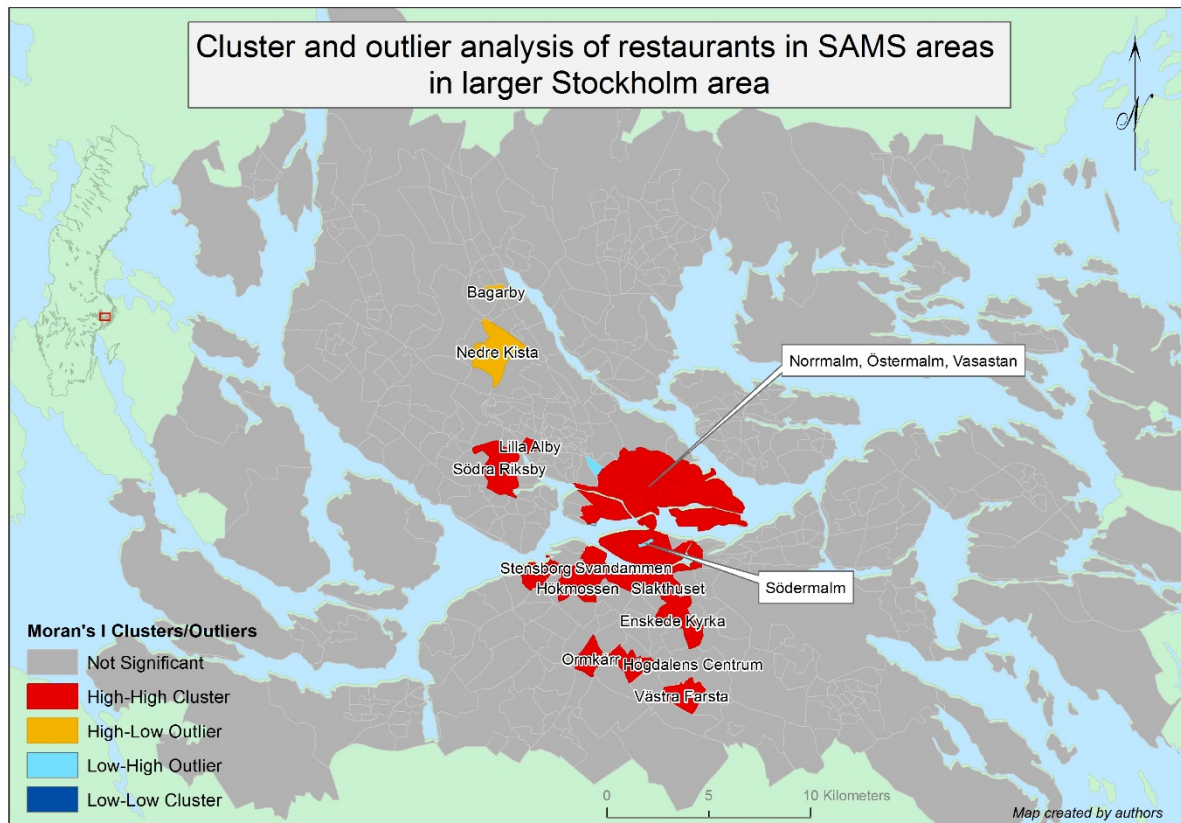 Cluster and outlier analysis of restaurants in SAMS areas
in larger Stockholm area
N
Bagarby
Nedre Kista
Norrmalm, Östermalm, Vasastan
Lilla Alby
Södra Riksby
Stensborg Svandammen
Hökmossen Slakthuset
Södermalm
Enskede Kyrka
Ormkärr Högdalens Centrum
Västra Farsta
Moran's I Clusters/Outliers
Not Significant
High-High Cluster
High-Low Outlier
Low-High Outlier
Low-Low Cluster
0 5 10 Kilometers
Map created by authors